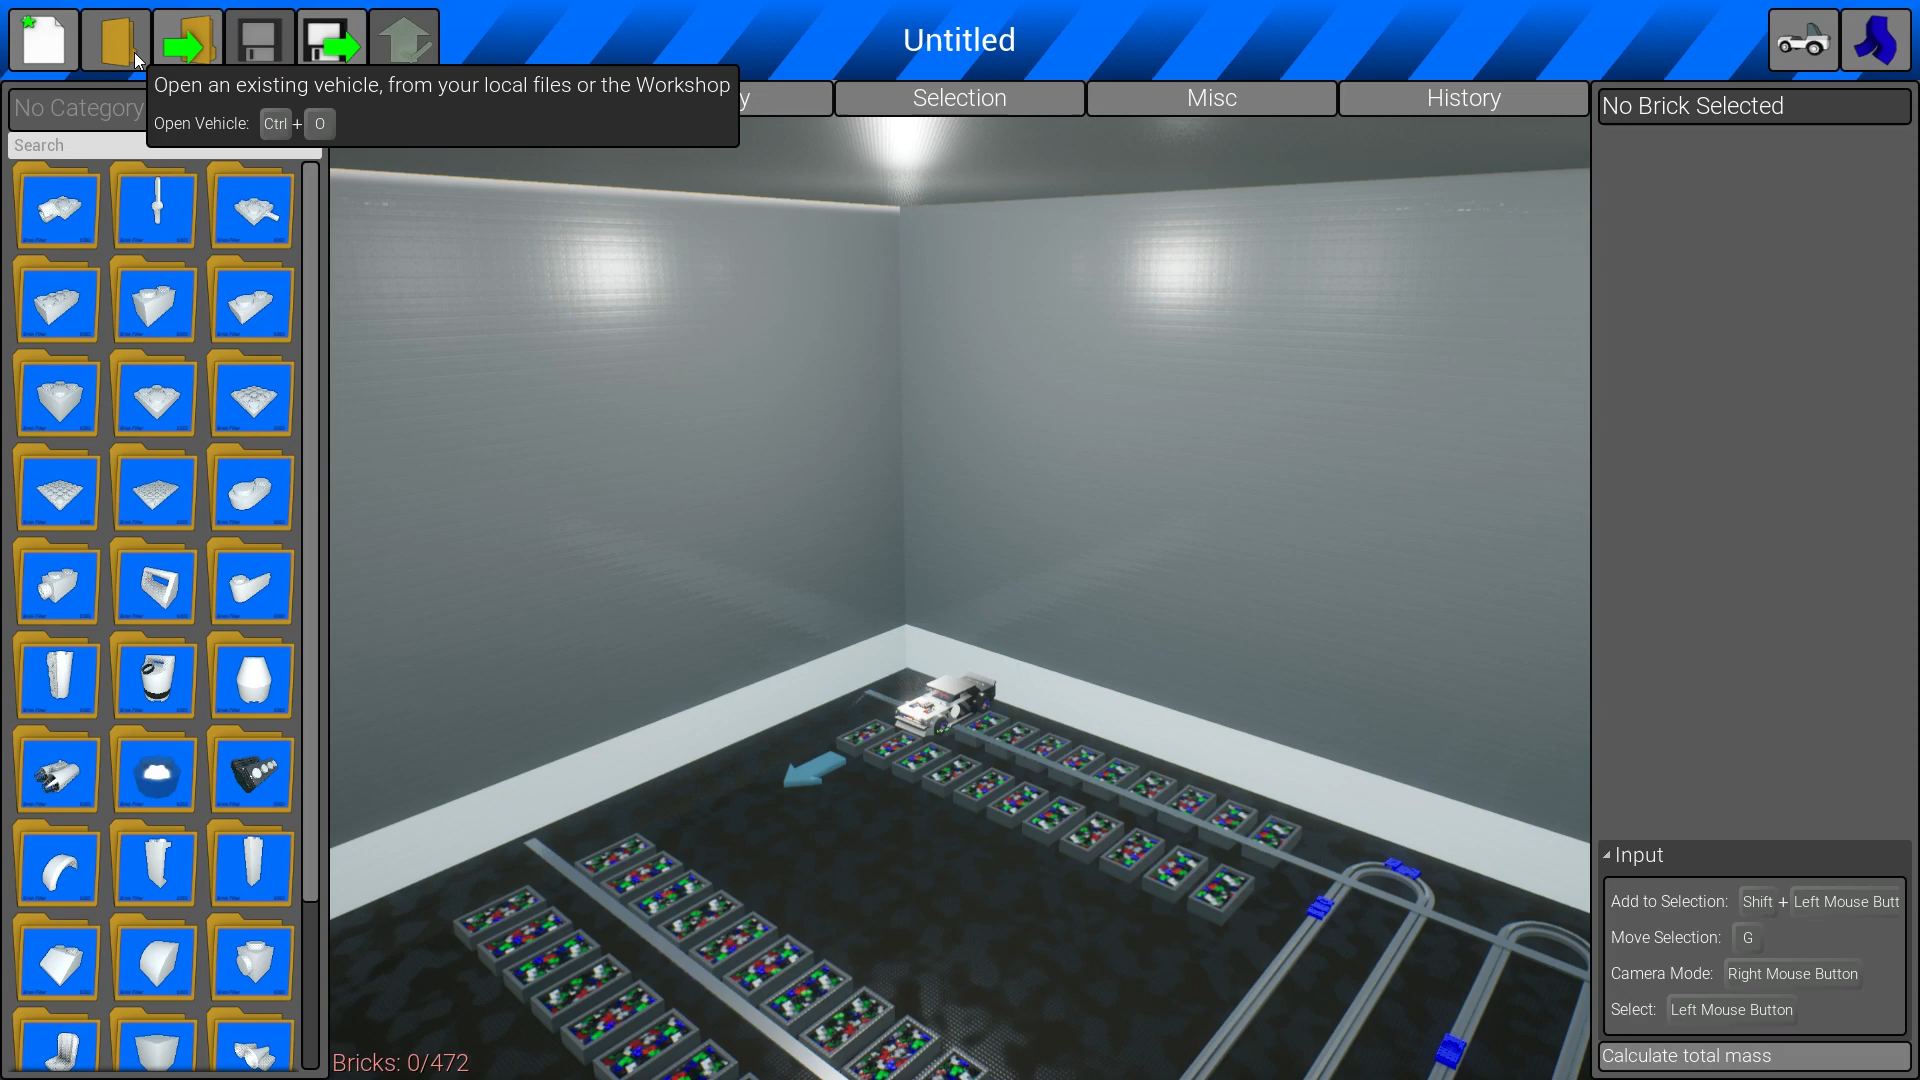 Untitled
Open an existing vehicle, from your local files or the Workshop
Open Vehicle: Ctrl + O
No Category
y
Selection
Misc
History
No Brick Selected
Search
Input
Add to Selection: Shift + Left Mouse Butt
Move Selection: G
Camera Mode: Right Mouse Button
Select: Left Mouse Button
Calculate total mass
Bricks: 0/472